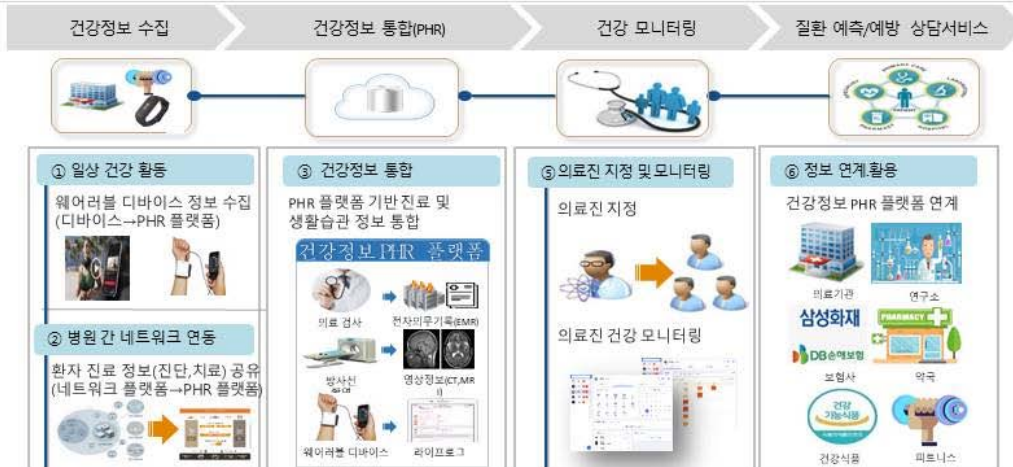 건강정보 수집
건강정보 통합(PHR)
건강 모니터링
질환 예측/예방 상담서비스
PRIMARY CARE
PATIENT
PHARMACY
① 일상 건강 활동
웨어러블 디바이스 정보 수집
(디바이스→PHR 플랫폼)
② 병원 간 네트워크 연동
환자 진료 정보(진단,치료) 공유
(네트워크 플랫폼→PHR 플랫폼)
③ 건강정보 통합
PHR 플랫폼 기반 진료 및
생활습관 정보 통합
건강정보 PHR 플랫폼
의료 검사
전자의무기록(EMR)
방사선
영상정보(CT,MR
I)
웨어러블 디바이스
라이프로그
⑤ 의료진 지정 및 모니터링
의료진 지정
의료진 건강 모니터링
⑥ 정보 연계.활용
건강정보 PHR 플랫폼 연계
의료기관
연구소
삼성화재
PHARMACY
DB손해보험
보험사
약국
건강
기능식품
건강식품
피트니스